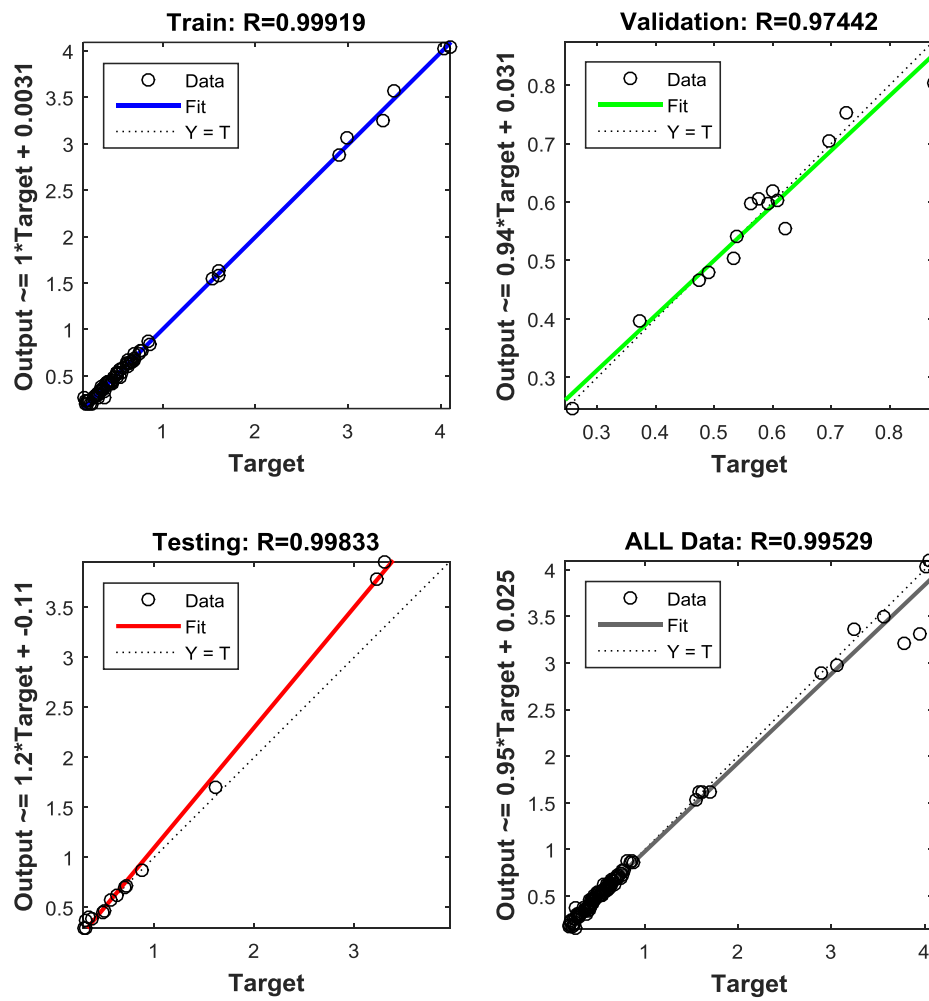 Train: R=0.99919
Output ~= 1*Target + 0.0031
4
3.5
3
2.5
2
1.5
1
0.5
Data
Fit
Y = T
1
2
3
4
Target
Validation: R=0.97442
Output ~= 0.94*Target + 0.031
0.8
0.7
0.6
0.5
0.4
0.3
Data
Fit
Y = T
0.3
0.4
0.5
0.6
0.7
0.8
Target
Testing: R=0.99833
Output ~= 1.2*Target + -0.11
3.5
3
2.5
2
1.5
1
0.5
Data
Fit
Y = T
1
2
3
Target
ALL Data: R=0.99529
Output ~= 0.95*Target + 0.025
4
3.5
3
2.5
2
1.5
1
0.5
Data
Fit
Y = T
1
2
3
4
Target